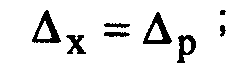 Δx = Δp ;